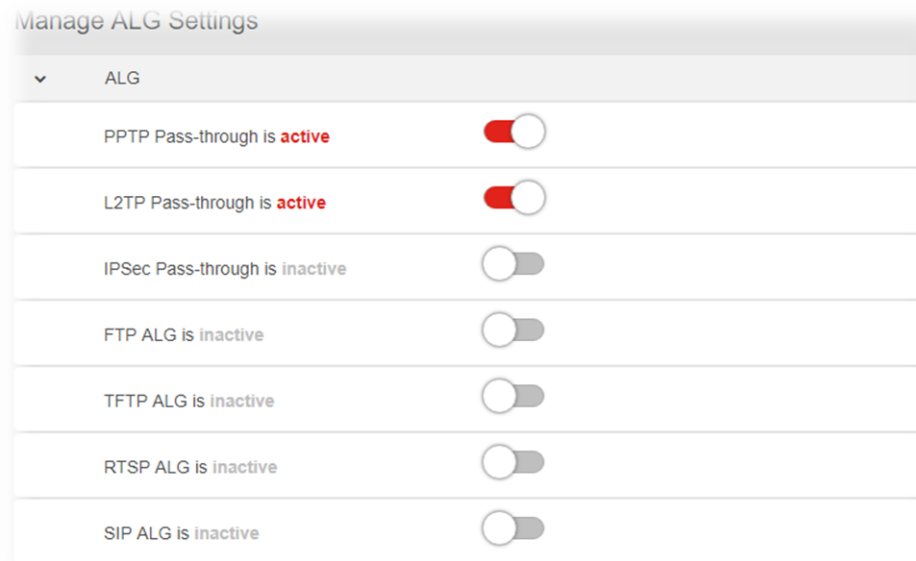 Manage ALG Settings
ALG
PPTP Pass-through is active
L2TP Pass-through is active
IPSec Pass-through is inactive
FTP ALG is inactive
TFTP ALG is inactive
RTSP ALG is inactive
SIP ALG is inactive